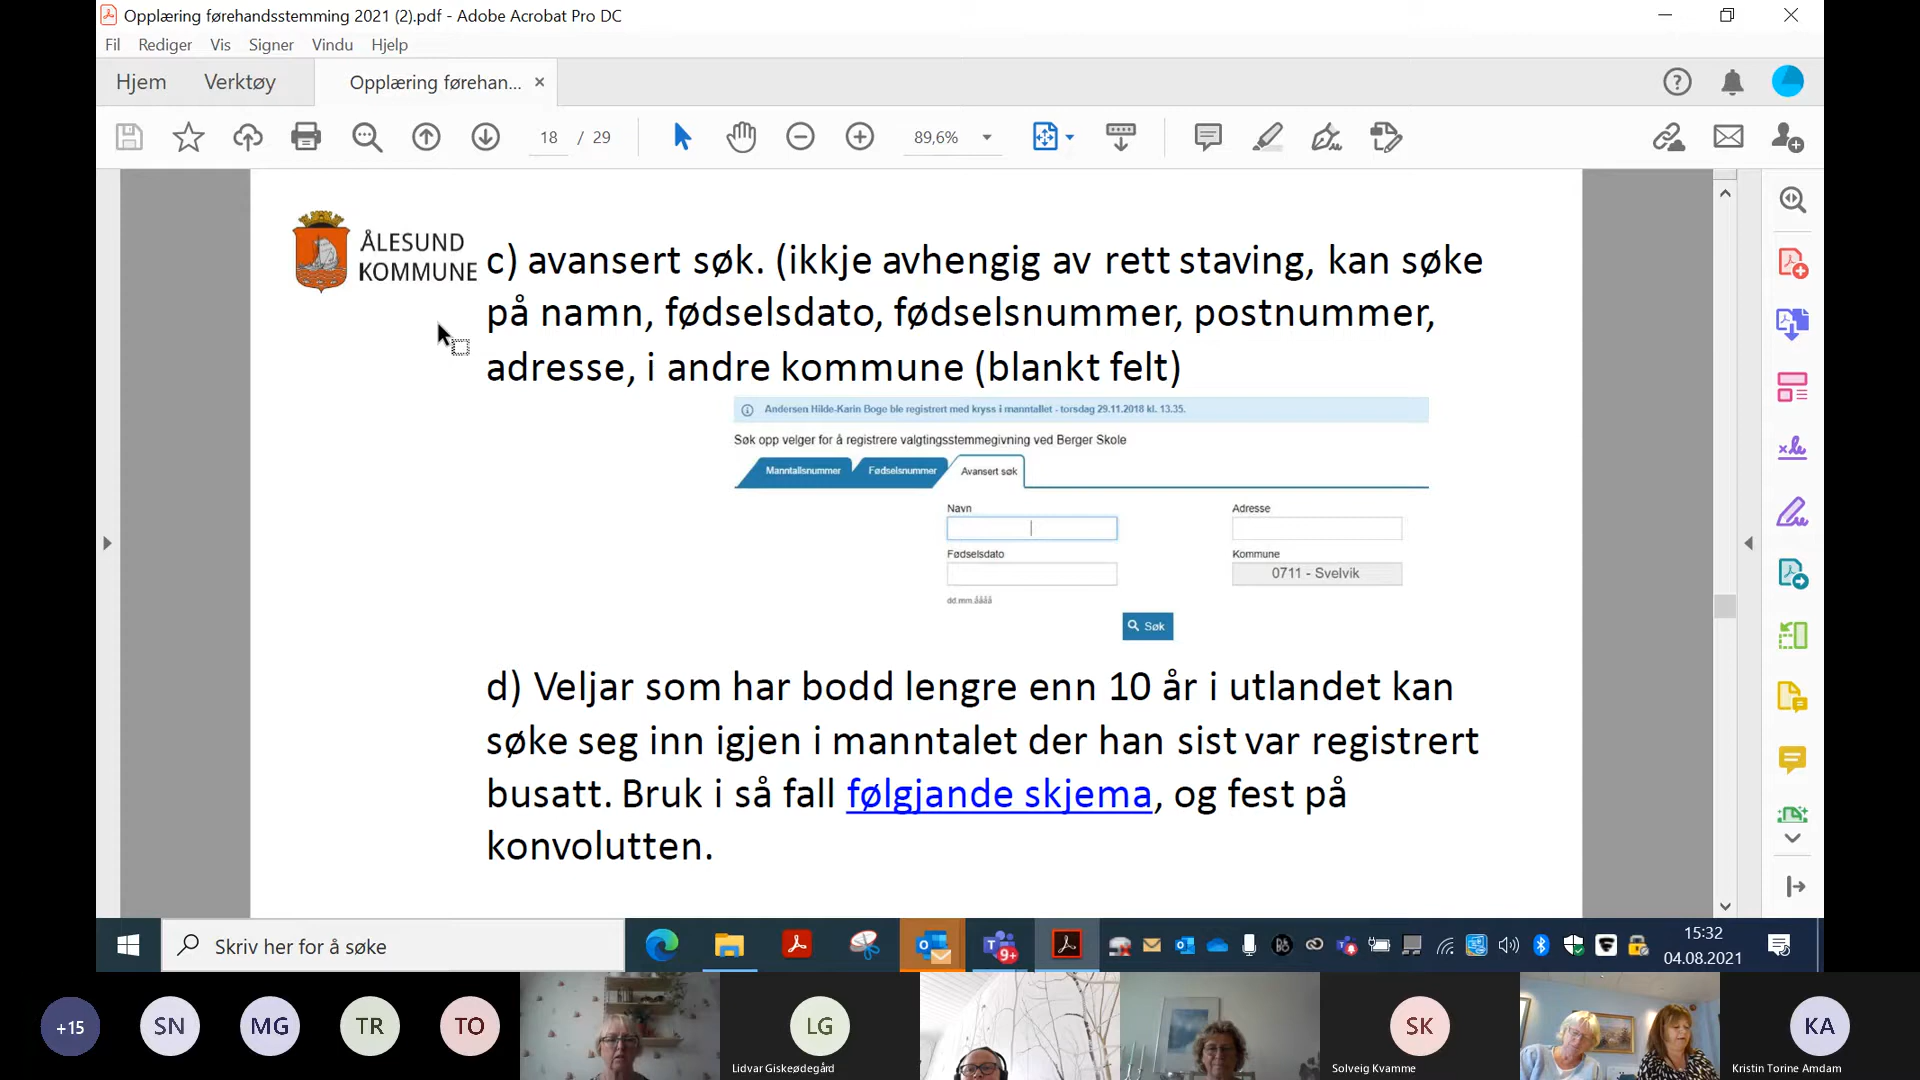 Opplæring førehandsstemming 2021 (2).pdf - Adobe Acrobat Pro DC
Fil Rediger Vis Signer Vindu Hjelp
Hjem Verktøy Opplæring førehan... ×
18 / 29 89,6%
ÅLESUND
KOMMUNE
c) avansert søk. (ikkje avhengig av rett staving, kan søke
på namn, fødselsdato, fødselsnummer, postnummer,
adresse, i andre kommune (blankt felt)
Andersen Hilde-Karin Boge ble registrert med kryss i manntallet - torsdag 29.11.2018 kl. 13.35.
Søk opp velger for å registrere valgtingsstemmegivning ved Berger Skole
Manntallsnummer Fødselsnummer Avansert søk
Navn Adresse
Fødselsdato Kommune
0711 - Svelvik
dd.mm.åååå
Søk
d) Veljar som har bodd lengre enn 10 år i utlandet kan
søke seg inn igjen i manntalet der han sist var registrert
busatt. Bruk i så fall følgjande skjema, og fest på
konvolutten.
Skriv her for å søke
9+
15:32
04.08.2021
+15 SN MG TR TO LG SK KA
Lidvar Giskeødegård Solveig Kvamme Kristin Torine Amdam